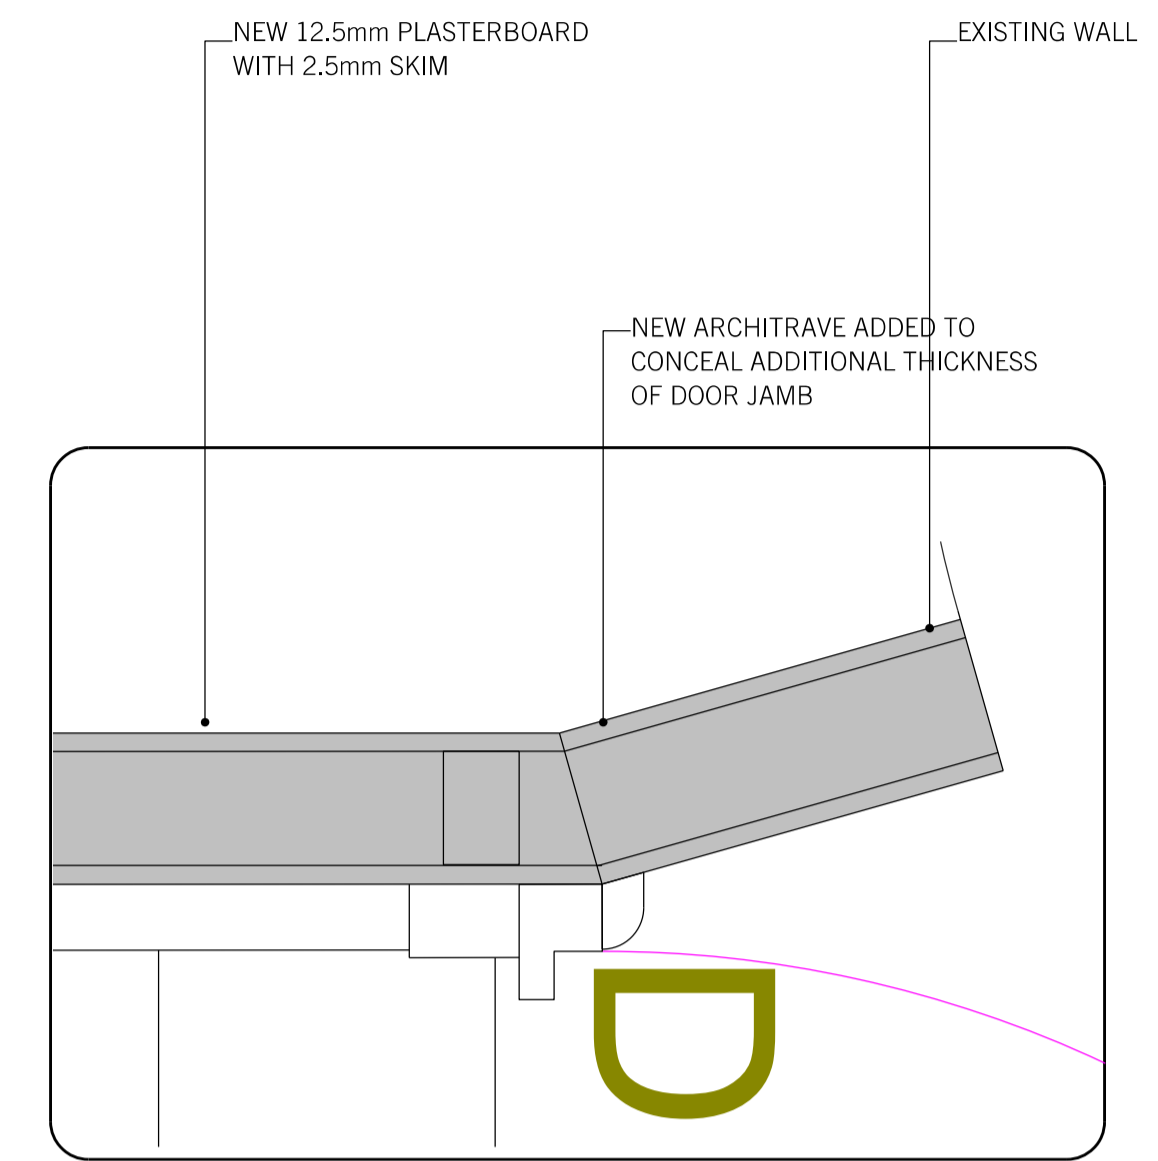 NEW 12.5mm PLASTERBOARD
WITH 2.5mm SKIM
EXISTING WALL
NEW ARCHITRAVE ADDED TO
CONCEAL ADDITIONAL THICKNESS
OF DOOR JAMB
D